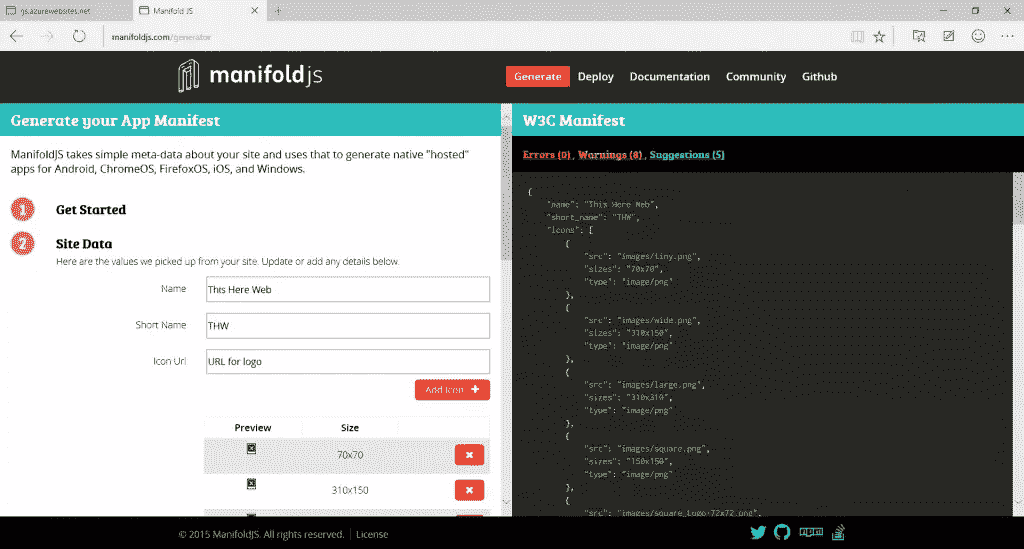 js.azurewebsites.net
Manifold JS
manifoldjs.com/generator
manifoldjs
Generate
Deploy
Documentation
Community
Github
Generate your App Manifest
ManifoldJS takes simple meta-data about your site and uses that to generate native "hosted"
apps for Android, ChromeOS, FirefoxOS, iOS, and Windows.
1 Get Started
2 Site Data
Here are the values we picked up from your site. Update or add any details below.
Name This Here Web
Short Name THW
Icon Url URL for logo
Add Icon +
Preview Size
70x70
310x150
W3C Manifest
Errors (0), Warnings (0), Suggestions (5)
{
"name": "This Here Web",
"short_name": "THW",
"icons": [
{
"src": "images/tiny.png",
"sizes": "70x70",
"type": "image/png"
},
{
"src": "images/wide.png",
"sizes": "310x150",
"type": "image/png"
},
{
"src": "images/large.png",
"sizes": "310x310",
"type": "image/png"
},
{
"src": "images/square.png",
"sizes": "150x150",
"type": "image/png"
},
{
© 2015 ManifoldJS. All rights reserved. | License
npm